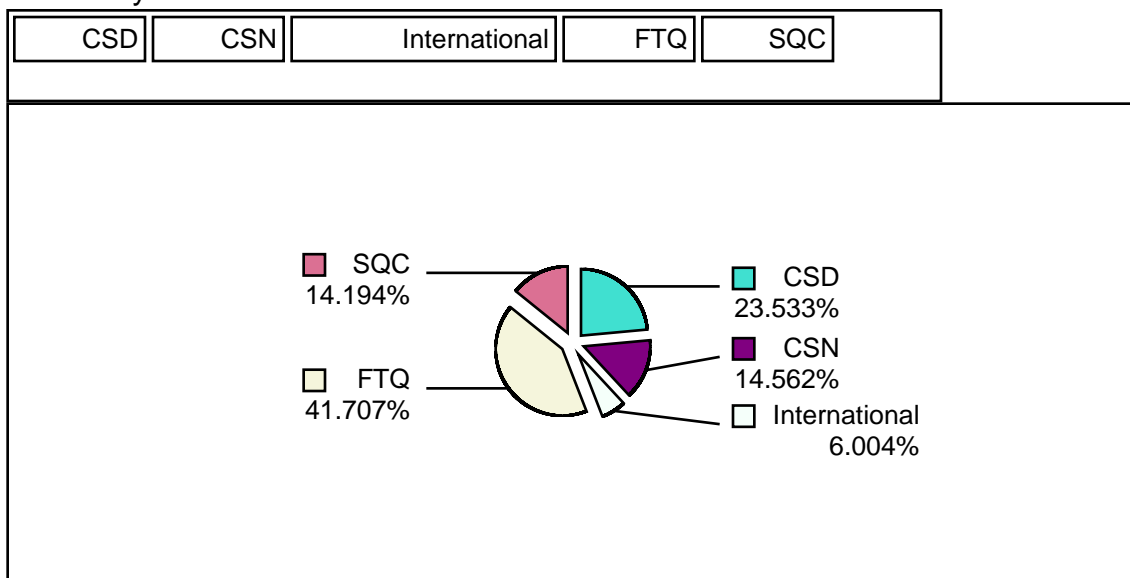 CSD CSN International FTQ SQC
SQC
14.194%
CSD
23.533%
CSN
14.562%
FTQ
41.707%
International
6.004%